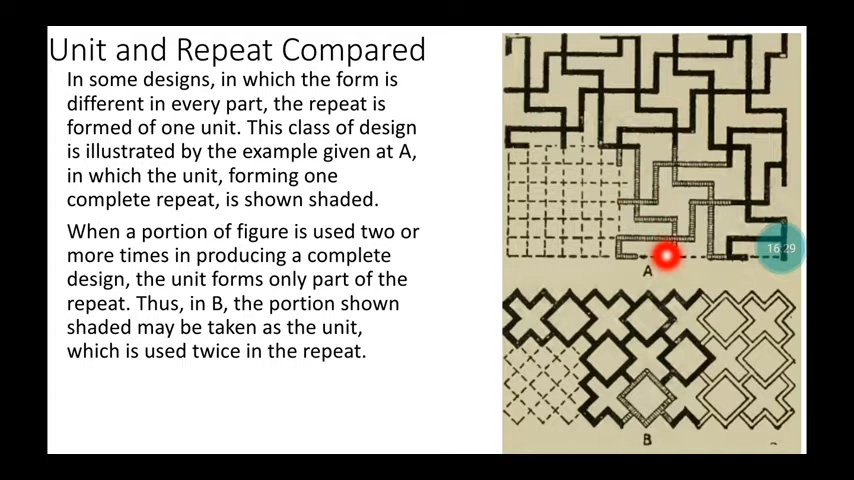 Unit and Repeat Compared
In some designs, in which the form is
different in every part, the repeat is
formed of one unit. This class of design
is illustrated by the example given at A,
in which the unit, forming one
complete repeat, is shown shaded.
When a portion of figure is used two or
more times in producing a complete
design, the unit forms only part of the
repeat. Thus, in B, the portion shown
shaded may be taken as the unit,
which is used twice in the repeat.
16:29
A
B